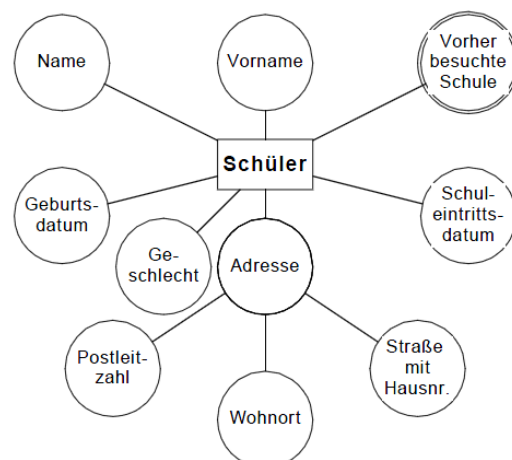 Name
Vorname
Vorher
besuchte
Schule
Schüler
Geburts-
datum
Ge-
schlecht
Adresse
Schul-
eintritts-
datum
Postleit-
zahl
Wohnort
Straße
mit
Hausnr.